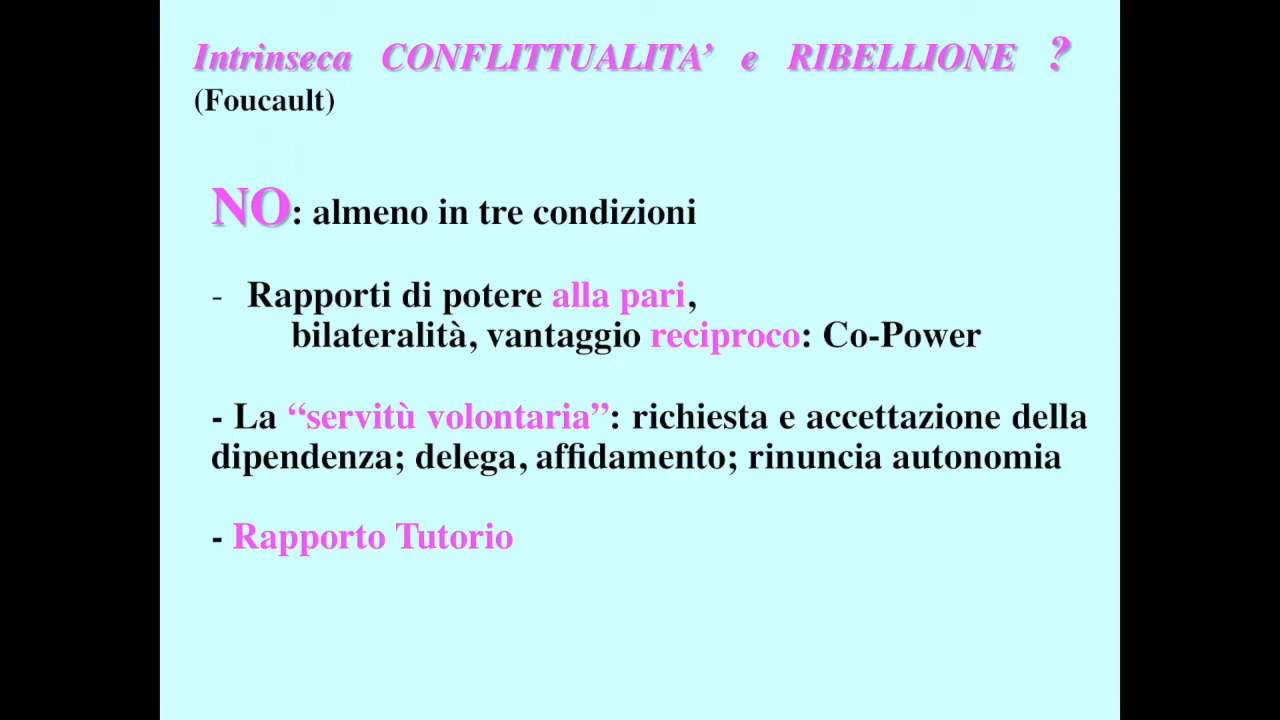 Intrinseca CONFLITTUALITA’ e RIBELLIONE ?
(Foucault)
NO: almeno in tre condizioni
- Rapporti di potere alla pari,
bilateralità, vantaggio reciproco: Co-Power
- La “servitù volontaria”: richiesta e accettazione della
dipendenza; delega, affidamento; rinuncia autonomia
- Rapporto Tutorio